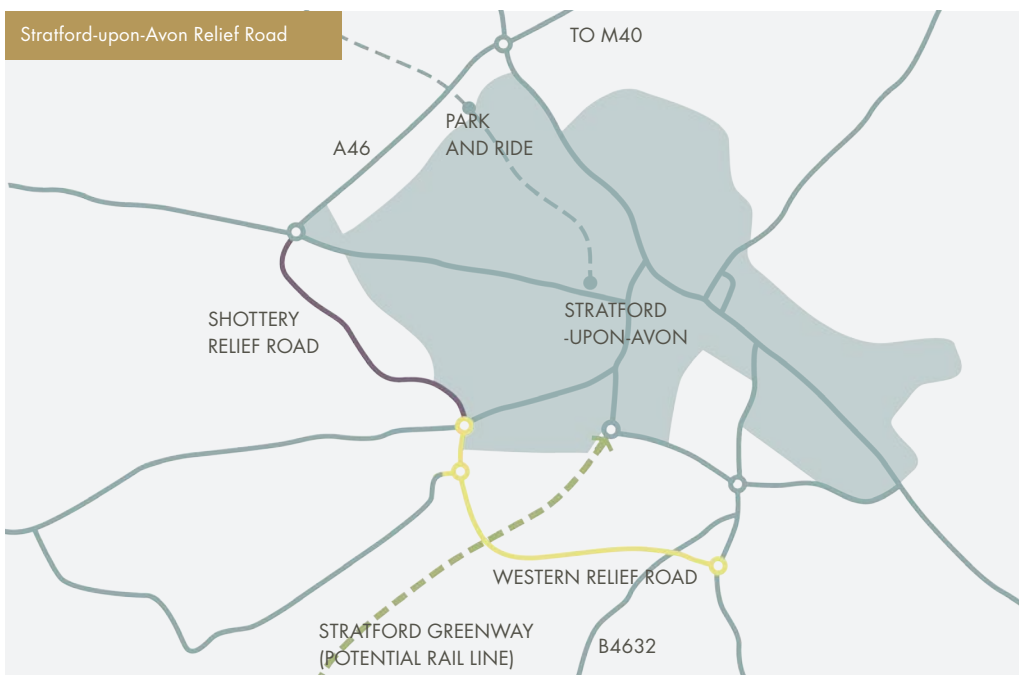 Stratford-upon-Avon Relief Road
TO M40
PARK
AND RIDE
A46
SHOTTERY
RELIEF ROAD
STRATFORD
-UPON-AVON
WESTERN RELIEF ROAD
STRATFORD GREENWAY
(POTENTIAL RAIL LINE)
B4632